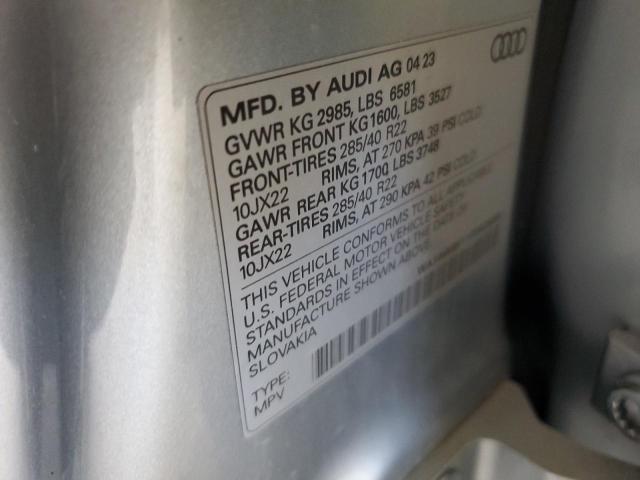 MFD. BY AUDI AG 04 23
GVWR KG 2985, LBS 6581
GAWR FRONT KG 1600, LBS 3527
FRONT-TIRES 285/40 R22
10JX22 RIMS, AT 270 KPA 39 PSI COLD
GAWR REAR KG 1700, LBS 3748
REAR-TIRES 285/40 R22
10JX22 RIMS, AT 290 KPA 42 PSI COLD
THIS VEHICLE CONFORMS TO ALL APPLICABLE
U.S. FEDERAL MOTOR VEHICLE SAFETY
STANDARDS IN EFFECT ON THE DATE OF
MANUFACTURE SHOWN ABOVE
SLOVAKIA
TYPE:
MPV